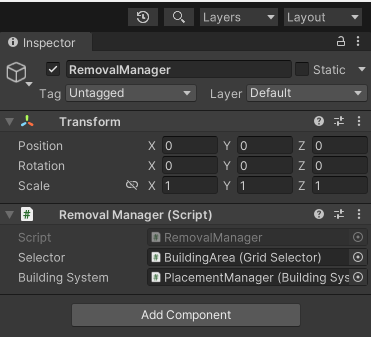 Layers Layout
Inspector
RemovalManager Static
Tag Untagged Layer Default
Transform
Position X 0 Y 0 Z 0
Rotation X 0 Y 0 Z 0
Scale X 1 Y 1 Z 1
# Removal Manager (Script)
Script # RemovalManager
Selector # BuildingArea (Grid Selector)
Building System # PlacementManager (Building Sys
Add Component